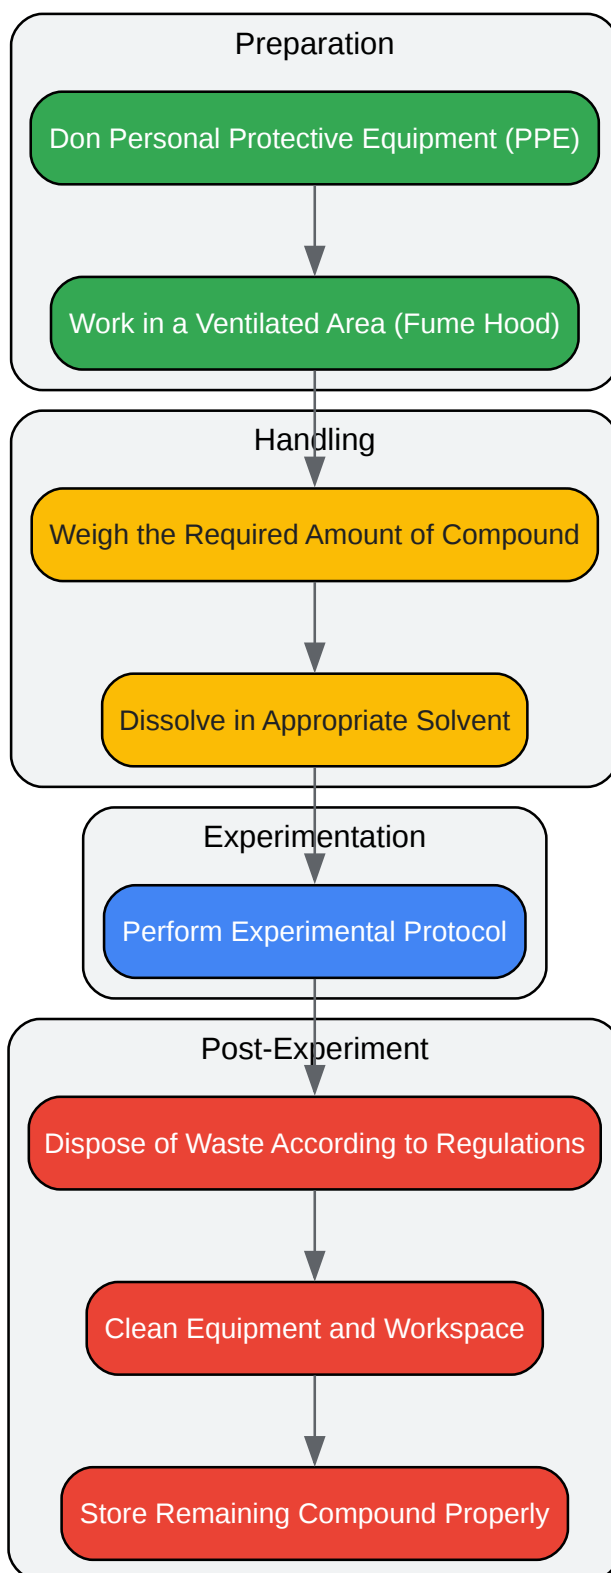 Preparation
Don Personal Protective Equipment (PPE)
Work in a Ventilated Area (Fume Hood)
Handling
Weigh the Required Amount of Compound
Dissolve in Appropriate Solvent
Experimentation
Perform Experimental Protocol
Post-Experiment
Dispose of Waste According to Regulations
Clean Equipment and Workspace
Store Remaining Compound Properly